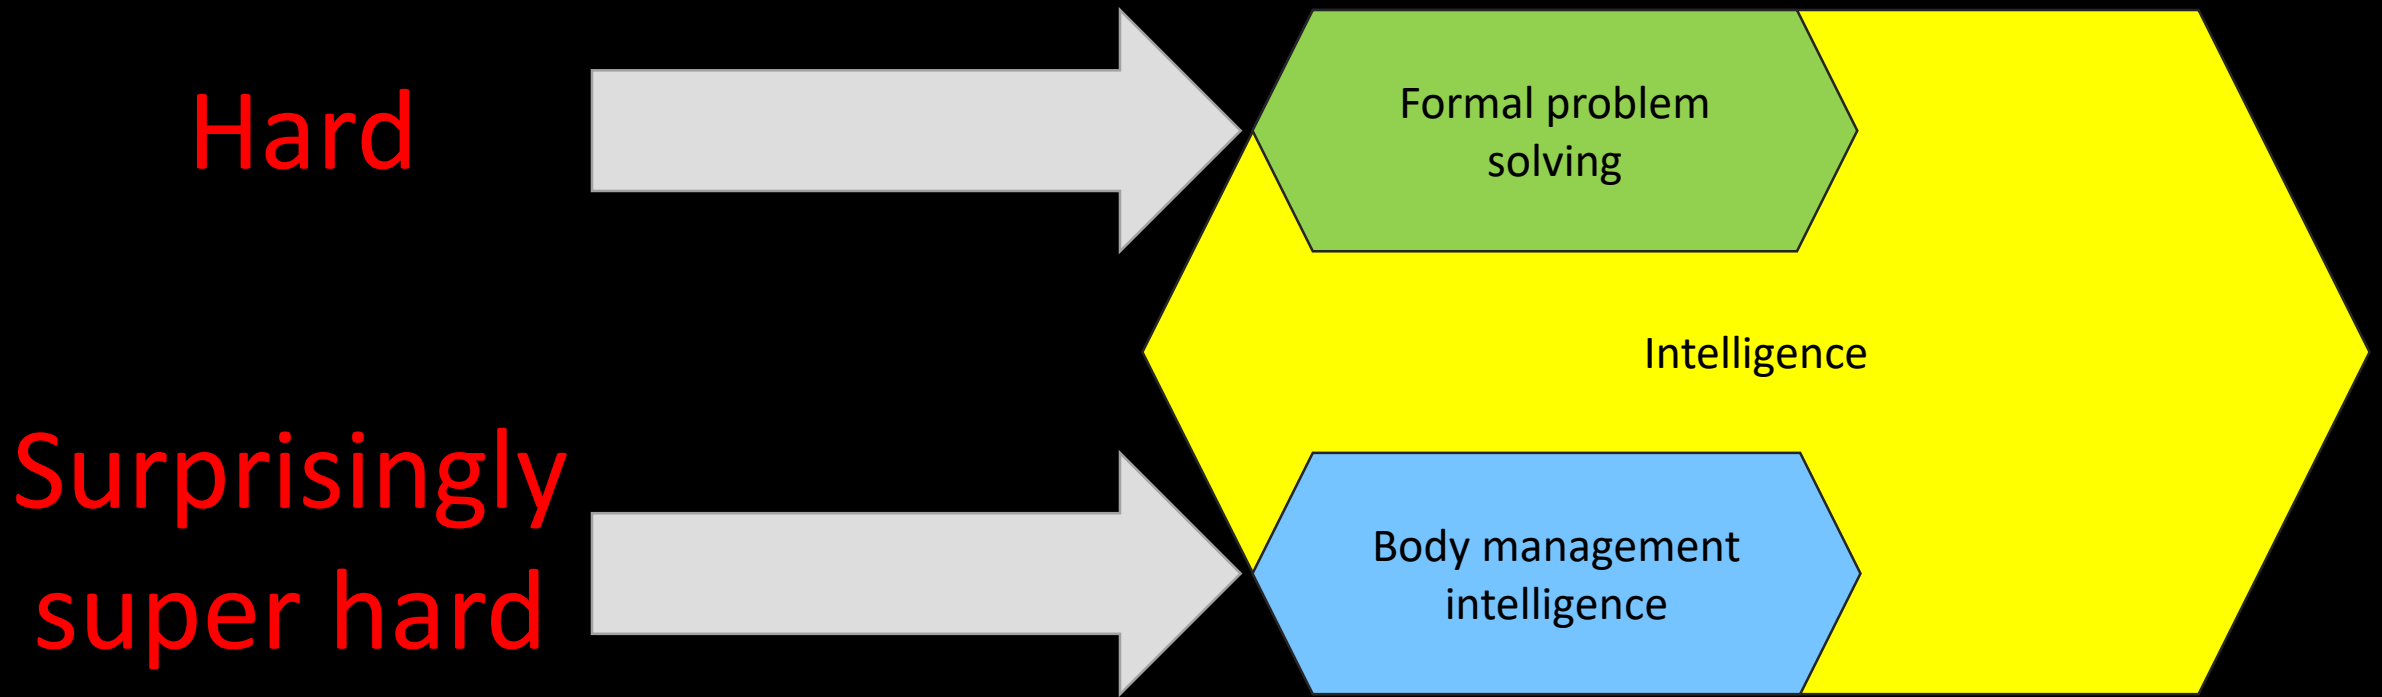 Hard
Formal problem
solving
Intelligence
Surprisingly
super hard
Body management
intelligence